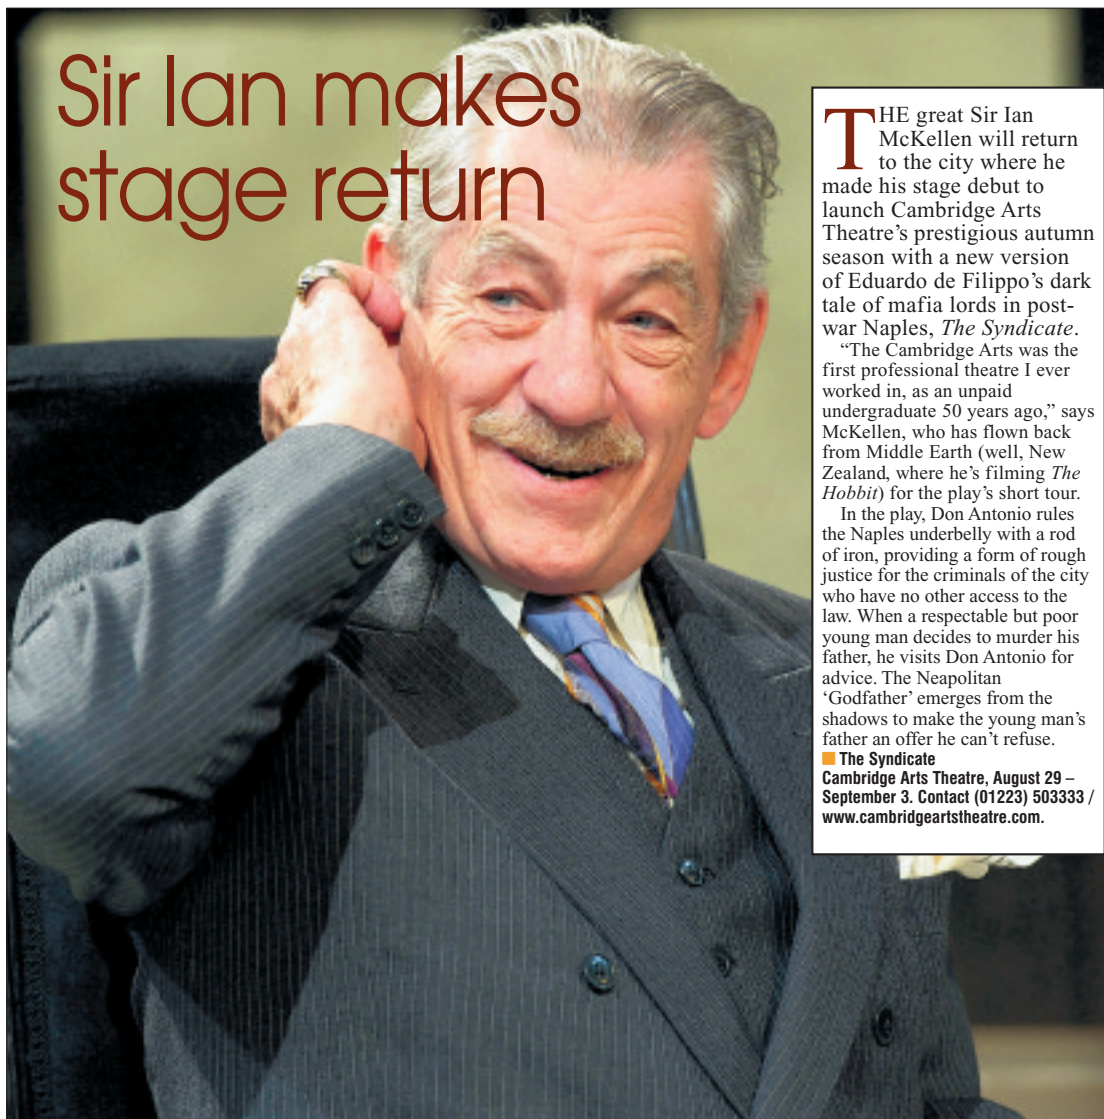 Sir Ian makes
stage return
THE great Sir Ian
McKellen will return
to the city where he
made his stage debut to
launch Cambridge Arts
Theatre’s prestigious autumn
season with a new version
of Eduardo de Filippo’s dark
tale of mafia lords in post-
war Naples, The Syndicate.
“The Cambridge Arts was the
first professional theatre I ever
worked in, as an unpaid
undergraduate 50 years ago,” says
McKellen, who has flown back
from Middle Earth (well, New
Zealand, where he’s filming The
Hobbit) for the play’s short tour.
In the play, Don Antonio rules
the Naples underbelly with a rod
of iron, providing a form of rough
justice for the criminals of the city
who have no other access to the
law. When a respectable but poor
young man decides to murder his
father, he visits Don Antonio for
advice. The Neapolitan
‘Godfather’ emerges from the
shadows to make the young man’s
father an offer he can’t refuse.
■ The Syndicate
Cambridge Arts Theatre, August 29 –
September 3. Contact (01223) 503333 /
www.cambridgeartstheatre.com.